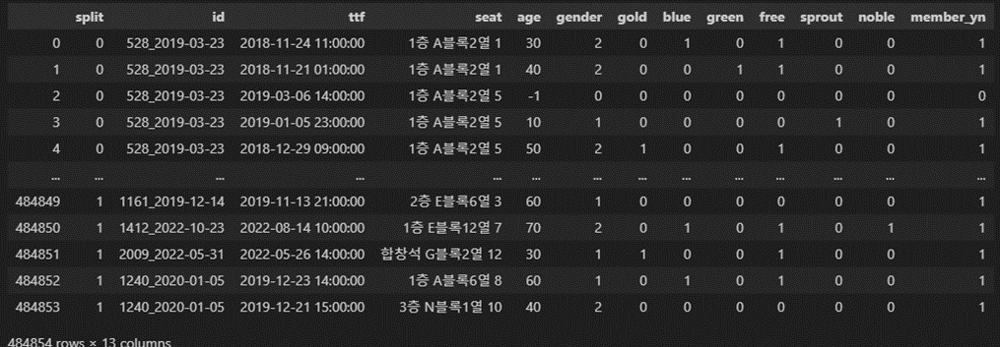 split id ttf seat age gender gold blue green free sprout noble member_yn
0 0 528_2019-03-23 2018-11-24 11:00:00 1층 A블록2열 1 30 2 0 1 0 1 0 0 1
1 0 528_2019-03-23 2018-11-21 01:00:00 1층 A블록2열 1 40 2 0 0 1 1 0 0 1
2 0 528_2019-03-23 2019-03-06 14:00:00 1층 A블록2열 5 -1 0 0 0 0 0 0 0 0
3 0 528_2019-03-23 2019-01-05 23:00:00 1층 A블록2열 5 10 1 0 0 0 0 1 0 1
4 0 528_2019-03-23 2018-12-29 09:00:00 1층 A블록2열 5 50 2 1 0 0 1 0 0 1
... ... ... ... ... ... ... ... ... ... ... ... ... ...
484849 1 1161_2019-12-14 2019-11-13 21:00:00 2층 E블록6열 3 60 1 0 0 0 0 0 0 1
484850 1 1412_2022-10-23 2022-08-14 10:00:00 1층 E블록12열 7 70 2 0 1 0 1 0 1 1
484851 1 2009_2022-05-31 2022-05-26 14:00:00 합창석 G블록2열 12 30 1 1 0 0 1 0 0 1
484852 1 1240_2020-01-05 2019-12-23 14:00:00 1층 A블록6열 8 60 1 0 1 0 1 0 0 1
484853 1 1240_2020-01-05 2019-12-21 15:00:00 3층 N블록1열 10 40 2 0 0 0 0 0 0 1
484854 rows × 13 columns